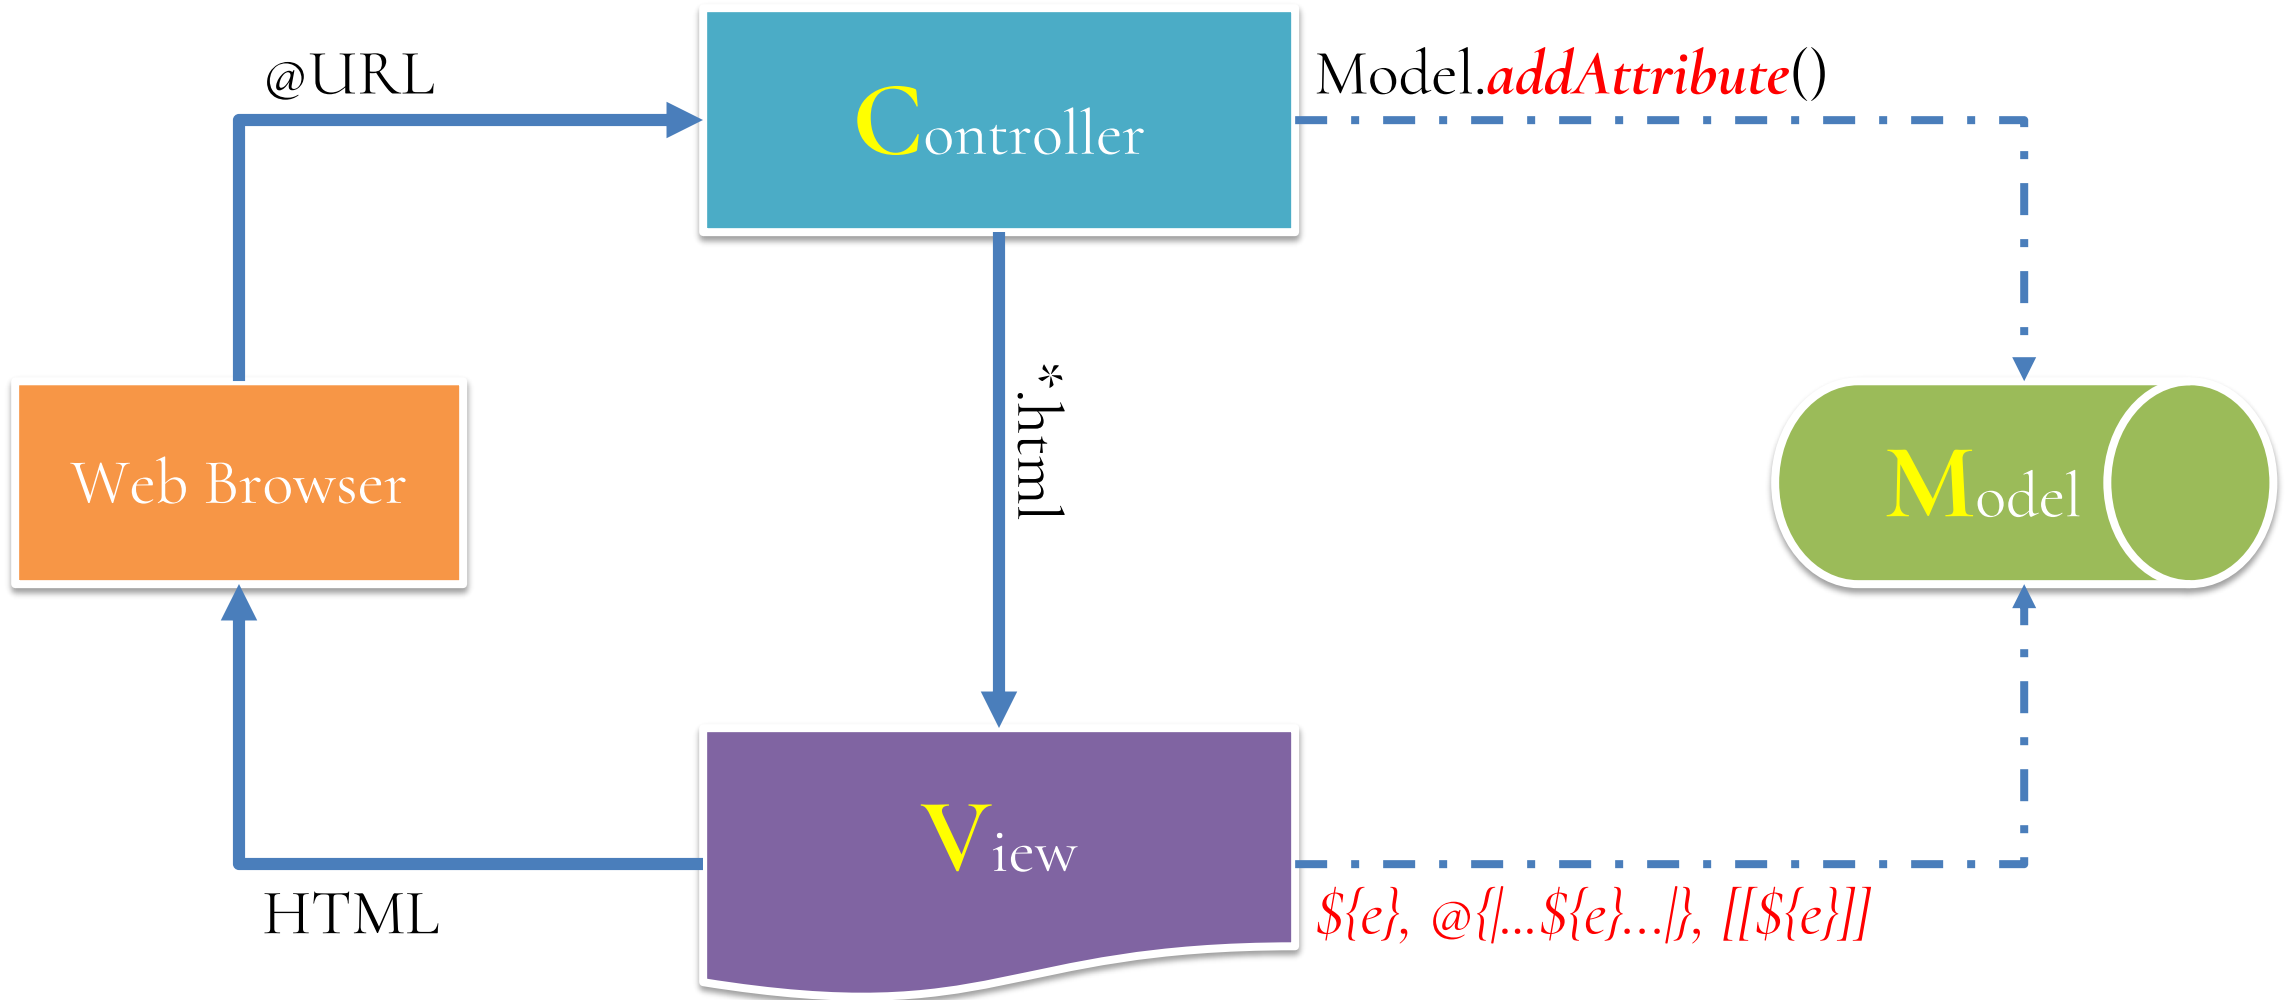 @URL
Controller
Model.addAttribute()
*.html
Web Browser
Model
View
HTML
${e}, @{|...${e}...|}, [[${e}]]